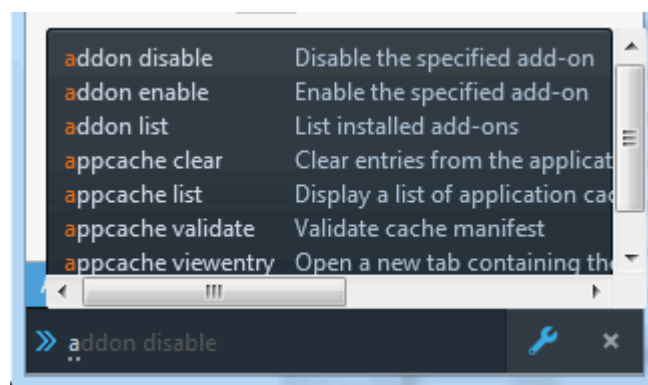 addon disable Disable the specified add-on
addon enable Enable the specified add-on
addon list List installed add-ons
appcache clear Clear entries from the applicat
appcache list Display a list of application cac
appcache validate Validate cache manifest
appcache viewentry Open a new tab containing the
» addon disable